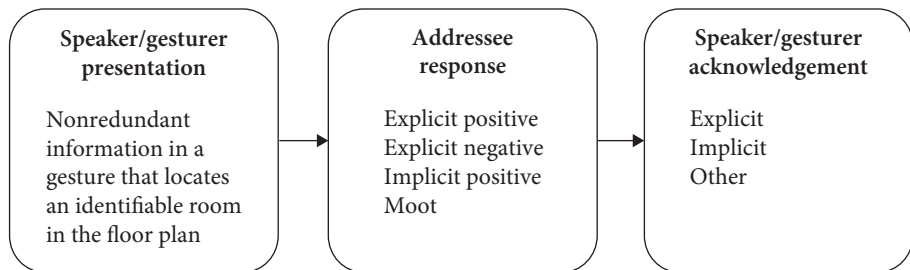 Speaker/gesturer
presentation
Nonredundant
information in a
gesture that locates
an identifiable room
in the floor plan
Addressee
response
Explicit positive
Explicit negative
Implicit positive
Moot
Speaker/gesturer
acknowledgement
Explicit
Implicit
Other